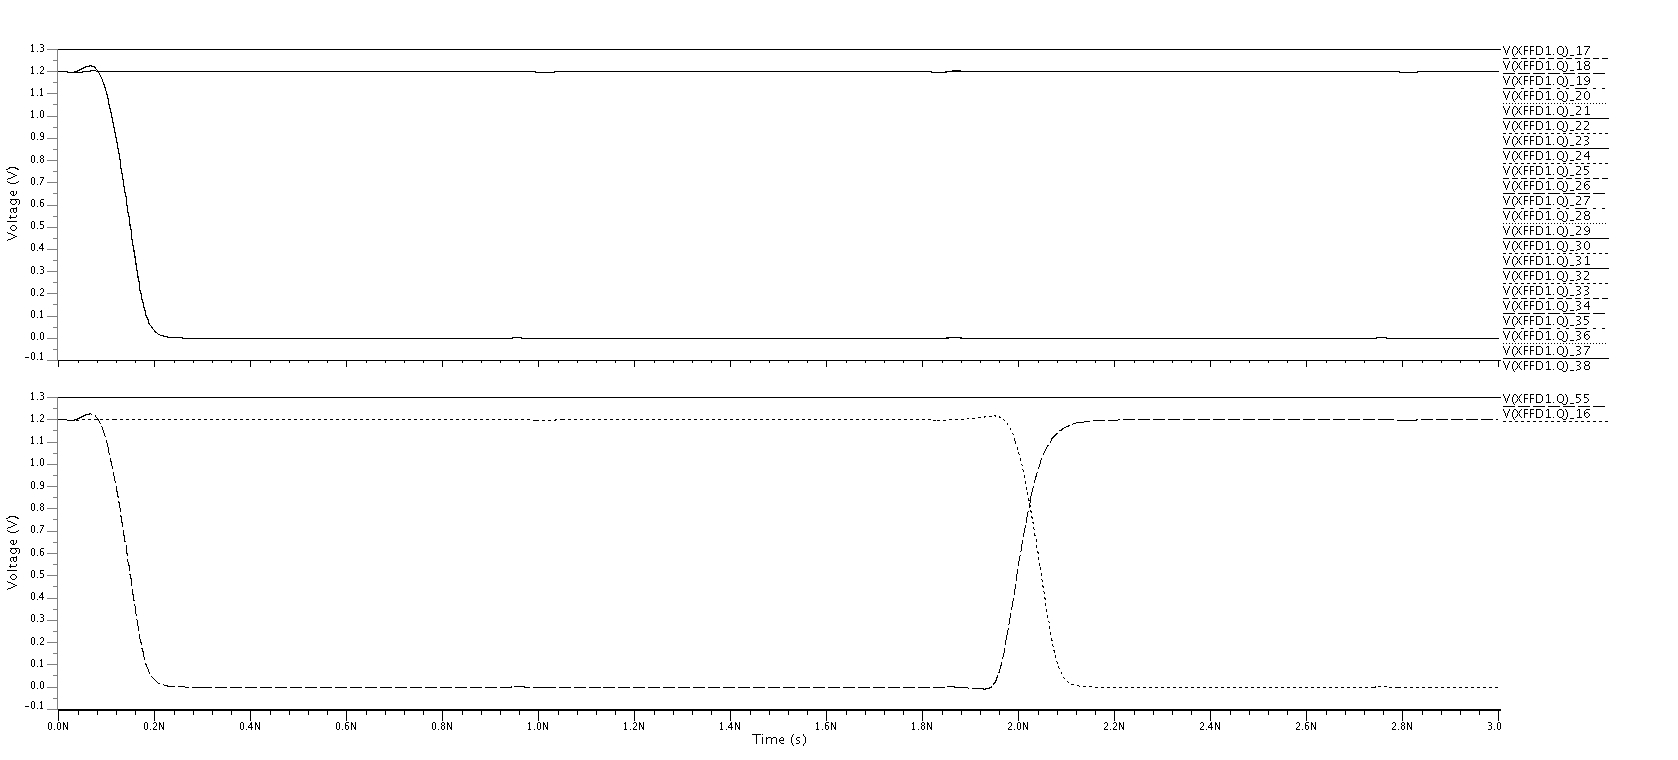 1.3
1.2
1.1
1.0
0.9
0.8
0.7
0.6
0.5
0.4
0.3
0.2
0.1
0.0
-0.1
Voltage (V)
V(XFFD1.Q)_17
V(XFFD1.Q)_18
V(XFFD1.Q)_19
V(XFFD1.Q)_20
V(XFFD1.Q)_21
V(XFFD1.Q)_22
V(XFFD1.Q)_23
V(XFFD1.Q)_24
V(XFFD1.Q)_25
V(XFFD1.Q)_26
V(XFFD1.Q)_27
V(XFFD1.Q)_28
V(XFFD1.Q)_29
V(XFFD1.Q)_30
V(XFFD1.Q)_31
V(XFFD1.Q)_32
V(XFFD1.Q)_33
V(XFFD1.Q)_34
V(XFFD1.Q)_35
V(XFFD1.Q)_36
V(XFFD1.Q)_37
V(XFFD1.Q)_38
1.3
1.2
1.1
1.0
0.9
0.8
0.7
0.6
0.5
0.4
0.3
0.2
0.1
0.0
-0.1
Voltage (V)
V(XFFD1.Q)_55
V(XFFD1.Q)_16
0.0N 0.2N 0.4N 0.6N 0.8N 1.0N 1.2N 1.4N 1.6N 1.8N 2.0N 2.2N 2.4N 2.6N 2.8N 3.0
Time (s)